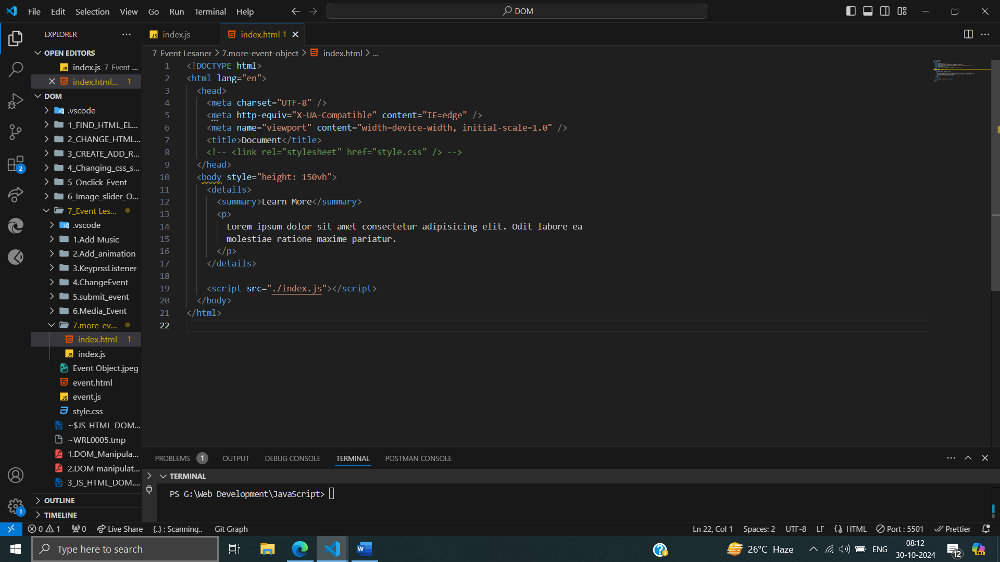 File Edit Selection View Go Run Terminal Help
DOM
EXPLORER
OPEN EDITORS
index.js 7_Event ...
index.html... 1
DOM
.vscode
1_FIND_HTML_EL...
2_CHANGE_HTML...
3_CREATE_ADD_R...
4_Changing_css_s...
5_Onclick_Event
6_Image_slider_O...
7_Event Les...
.vscode
1.Add Music
2.Add_animation
3.KeyprssListener
4.ChangeEvent
5.submit_event
6.Media_Event
7.more-ev...
index.html 1
index.js
Event Object.jpeg
event.html
event.js
style.css
~$JS_HTML_DOM...
~WRL0005.tmp
1.DOM_Manipula...
2.DOM manipulat...
3_JS_HTML_DOM....
OUTLINE
TIMELINE
2
1
index.js
index.html 1
7_Event Lesaner > 7.more-event-object > index.html > ...
1 <!DOCTYPE html>
2 <html lang="en">
3 <head>
4 <meta charset="UTF-8" />
5 <meta http-equiv="X-UA-Compatible" content="IE=edge" />
6 <meta name="viewport" content="width=device-width, initial-scale=1.0" />
7 <title>Document</title>
8 <!-- <link rel="stylesheet" href="style.css" /> -->
9 </head>
10 <body style="height: 150vh">
11 <details>
12 <summary>Learn More</summary>
13 <p>
14 Lorem ipsum dolor sit amet consectetur adipisicing elit. Odit labore ea
15 molestiae ratione maxime pariatur.
16 </p>
17 </details>
18
19 <script src="./index.js"></script>
20 </body>
21 </html>
22
PROBLEMS 1 OUTPUT DEBUG CONSOLE TERMINAL POSTMAN CONSOLE
TERMINAL
PS G:\Web Development\JavaScript>
0 1 0 Live Share {..} : Scanning.. Git Graph
Ln 22, Col 1 Spaces: 2 UTF-8 LF HTML Port : 5501 Prettier
Type here to search
26°C Haze
ENG
08:12
30-10-2024
12
PRE